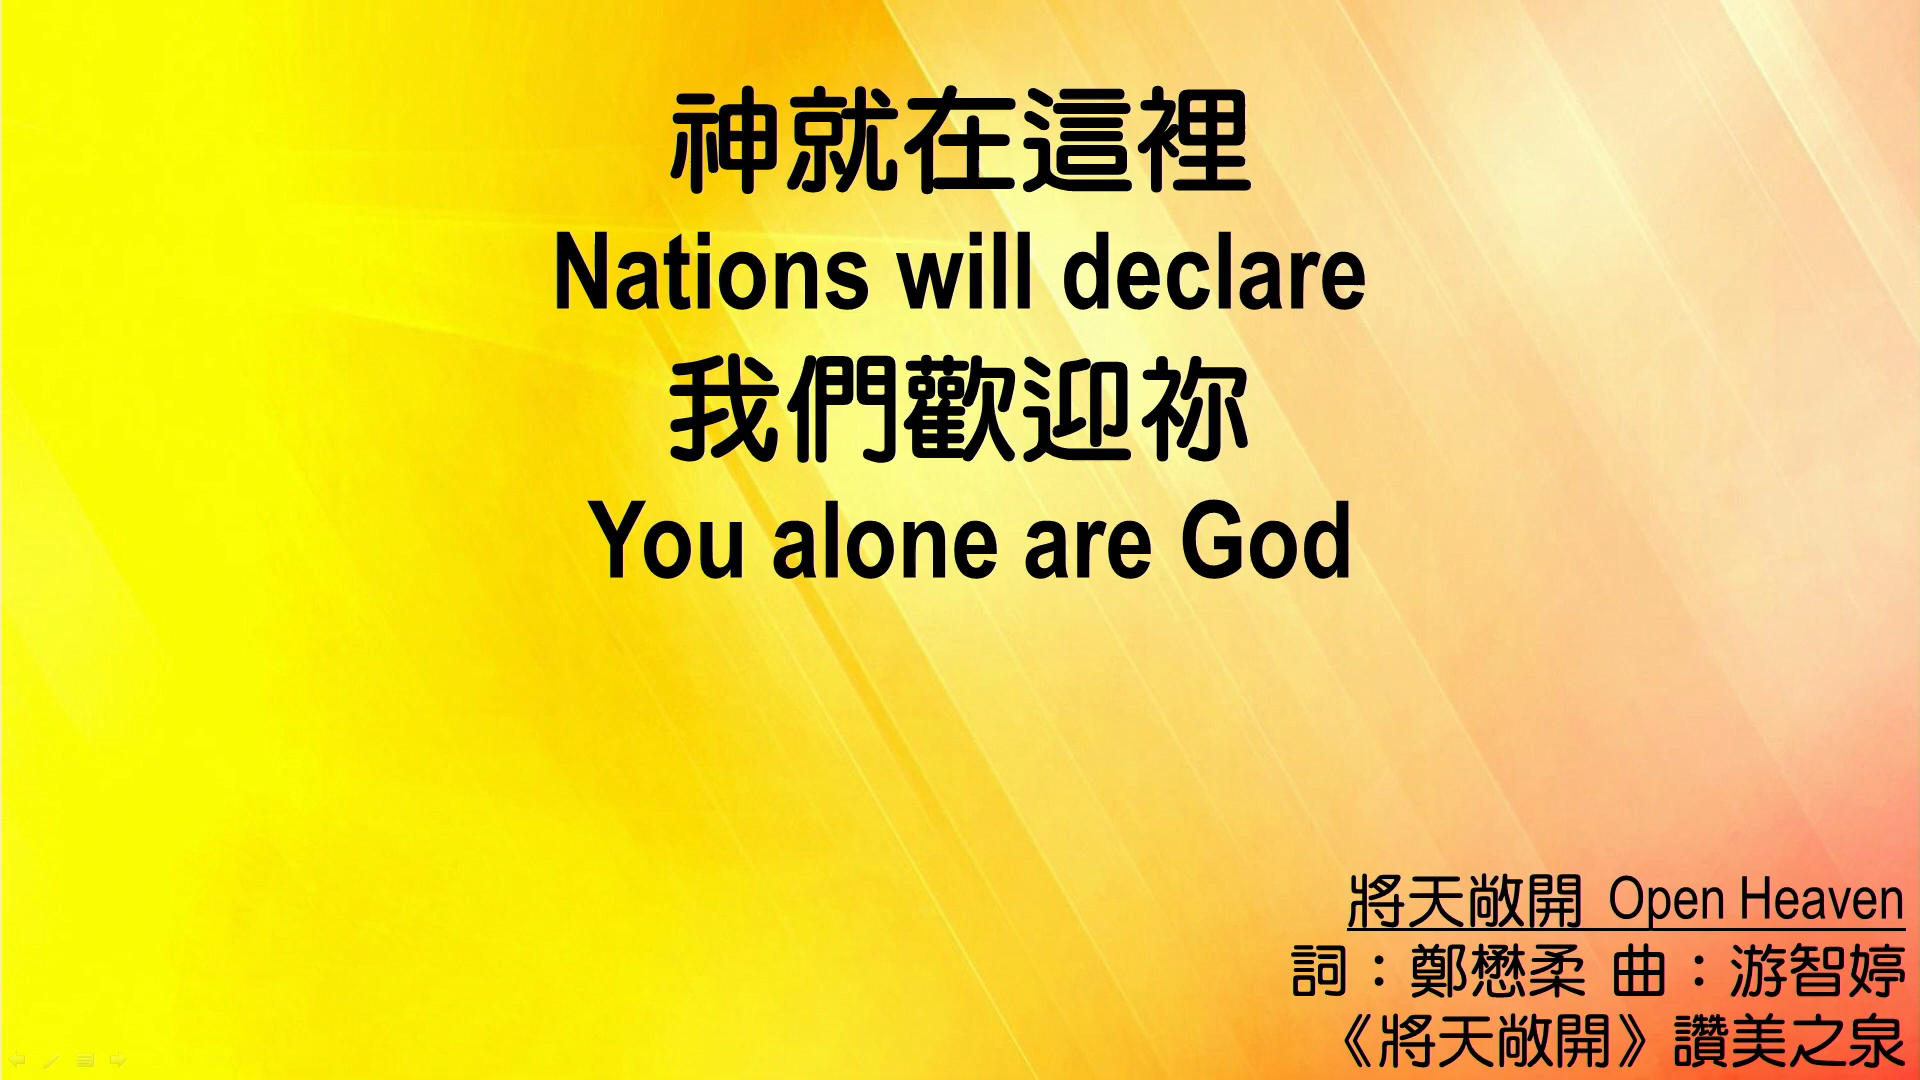 神就在這裡
Nations will declare
我們歡迎祢
You alone are God
將天敞開 Open Heaven
詞：鄭懋柔 曲：游智婷
《將天敞開》讚美之泉